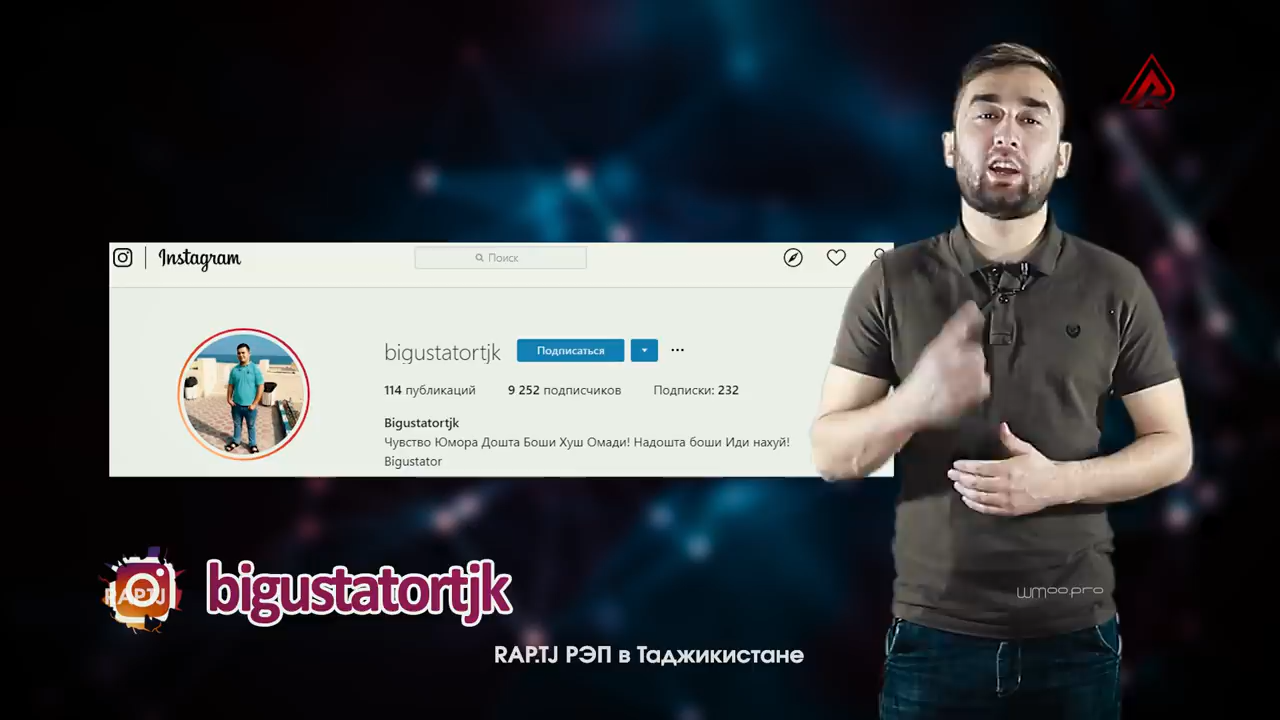 Instagram
Поиск
bigustatortjk Подписаться
114 публикаций 9 252 подписчиков Подписки: 232
Bigustatortjk
Чувство Юмора Дошта Боши Хуш Омади! Надошта боши Иди нахуй!
Bigustator
RAP.TJ bigustatortjk
wmoo.pro
RAP.TJ РЭП в Таджикистане